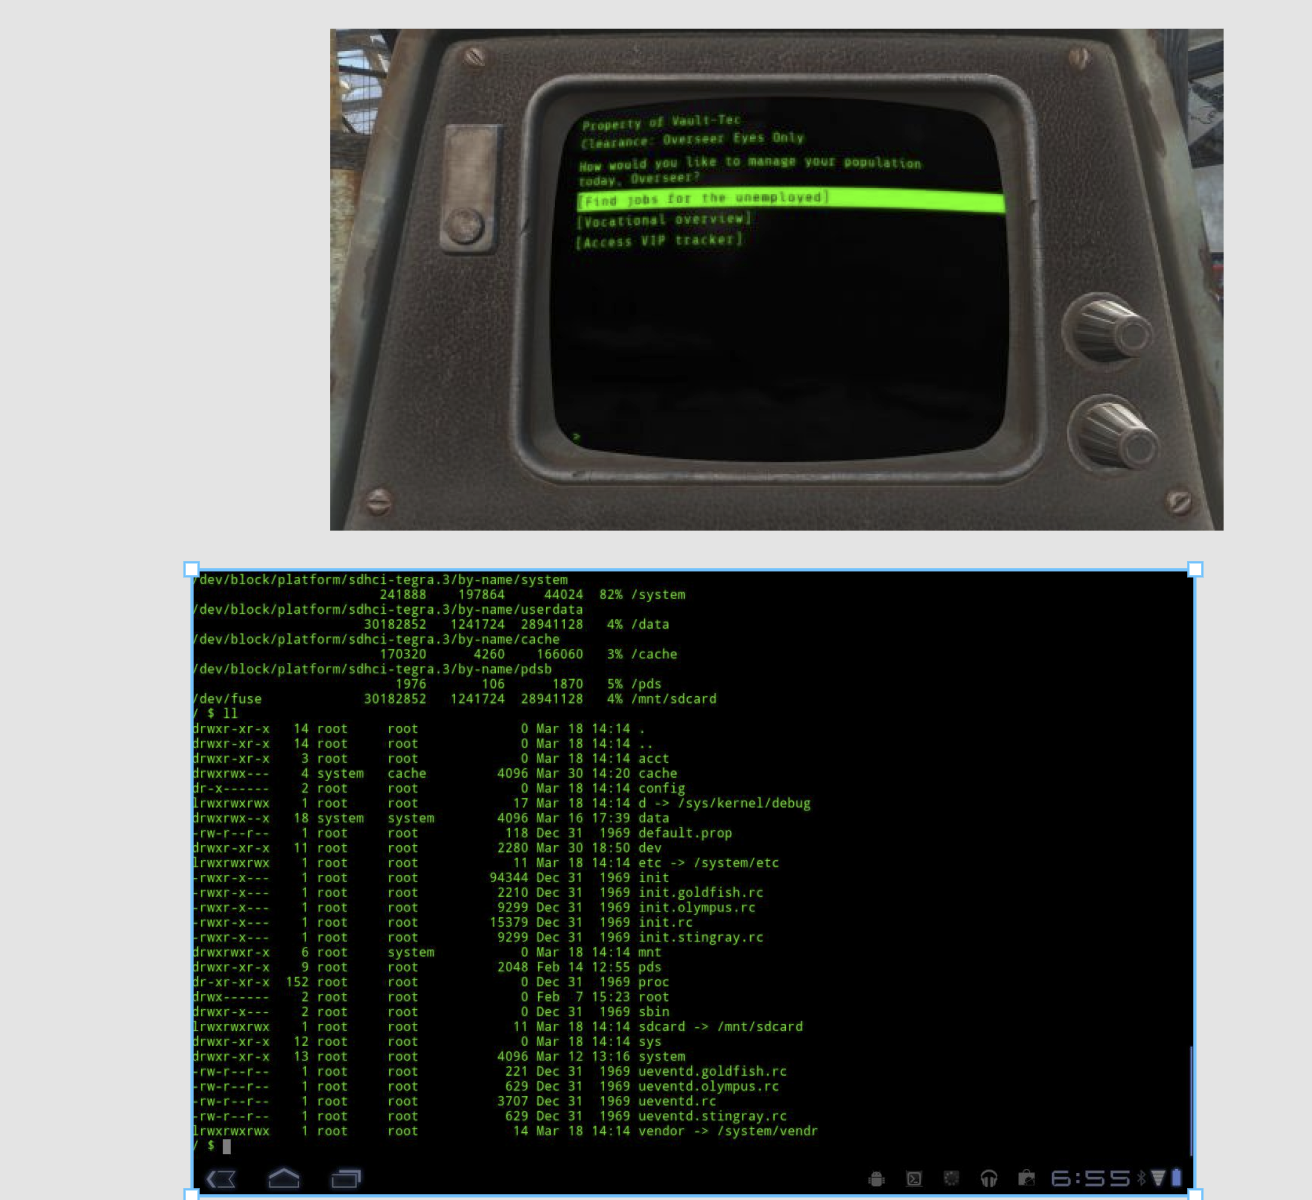 Property of Vault-Tec
Clearance: Overseer Eyes Only
How would you like to manage your population
today, Overseer?
[Find jobs for the unemployed]
[Vocational overview]
[Access VIP tracker]
>
/dev/block/platform/sdhci-tegra.3/by-name/system
241888 197864 44024 82% /system
/dev/block/platform/sdhci-tegra.3/by-name/userdata
30182852 1241724 28941128 4% /data
/dev/block/platform/sdhci-tegra.3/by-name/cache
170320 4260 166060 3% /cache
/dev/block/platform/sdhci-tegra.3/by-name/pdsb
1976 106 1870 5% /pds
/dev/fuse 30182852 1241724 28941128 4% /mnt/sdcard
/ $ ll
drwxr-xr-x 14 root root 0 Mar 18 14:14 .
drwxr-xr-x 14 root root 0 Mar 18 14:14 ..
drwxr-xr-x 3 root root 0 Mar 18 14:14 acct
drwxrwx--- 4 system cache 4096 Mar 30 14:20 cache
dr-x------ 2 root root 0 Mar 18 14:14 config
lrwxrwxrwx 1 root root 17 Mar 18 14:14 d -> /sys/kernel/debug
drwxrwx--x 18 system system 4096 Mar 16 17:39 data
-rw-r--r-- 1 root root 118 Dec 31 1969 default.prop
drwxr-xr-x 11 root root 2280 Mar 30 18:50 dev
lrwxrwxrwx 1 root root 11 Mar 18 14:14 etc -> /system/etc
-rwxr-x--- 1 root root 94344 Dec 31 1969 init
-rwxr-x--- 1 root root 2210 Dec 31 1969 init.goldfish.rc
-rwxr-x--- 1 root root 9299 Dec 31 1969 init.olympus.rc
-rwxr-x--- 1 root root 15379 Dec 31 1969 init.rc
-rwxr-x--- 1 root root 9299 Dec 31 1969 init.stingray.rc
drwxrwxr-x 6 root system 0 Mar 18 14:14 mnt
drwxr-xr-x 9 root root 2048 Feb 14 12:55 pds
dr-xr-xr-x 152 root root 0 Dec 31 1969 proc
drwx------ 2 root root 0 Feb 7 15:23 root
drwxr-x--- 2 root root 0 Dec 31 1969 sbin
lrwxrwxrwx 1 root root 11 Mar 18 14:14 sdcard -> /mnt/sdcard
drwxr-xr-x 12 root root 0 Mar 18 14:14 sys
drwxr-xr-x 13 root root 4096 Mar 12 13:16 system
-rw-r--r-- 1 root root 221 Dec 31 1969 ueventd.goldfish.rc
-rw-r--r-- 1 root root 629 Dec 31 1969 ueventd.olympus.rc
-rw-r--r-- 1 root root 3707 Dec 31 1969 ueventd.rc
-rw-r--r-- 1 root root 629 Dec 31 1969 ueventd.stingray.rc
lrwxrwxrwx 1 root root 14 Mar 18 14:14 vendor -> /system/vendr
/ $
6:55